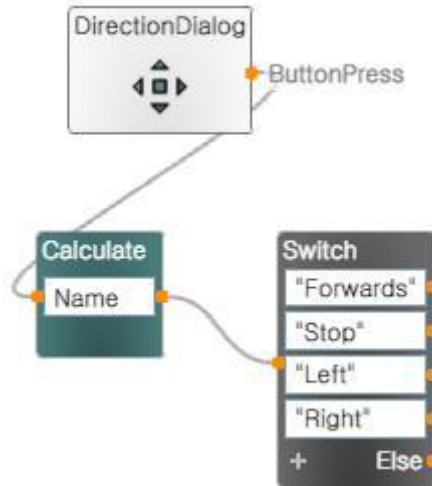 DirectionDialog
ButtonPress
Calculate
Name
Switch
"Forwards"
"Stop"
"Left"
"Right"
+ Else